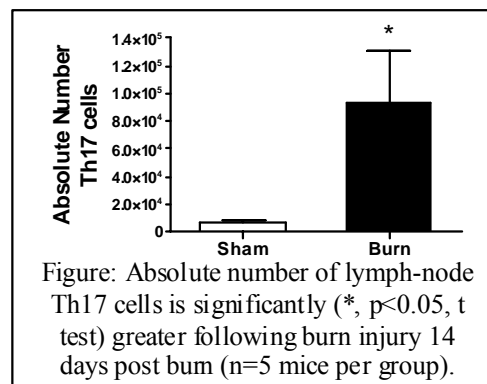 *
1.4×10⁵
1.2×10⁵
1.0×10⁵
8.0×10⁴
6.0×10⁴
4.0×10⁴
2.0×10⁴
0
Absolute Number
Th17 cells
Sham Burn
Figure: Absolute number of lymph-node
Th17 cells is significantly (*, p<0.05, t
test) greater following burn injury 14
days post burn (n=5 mice per group).